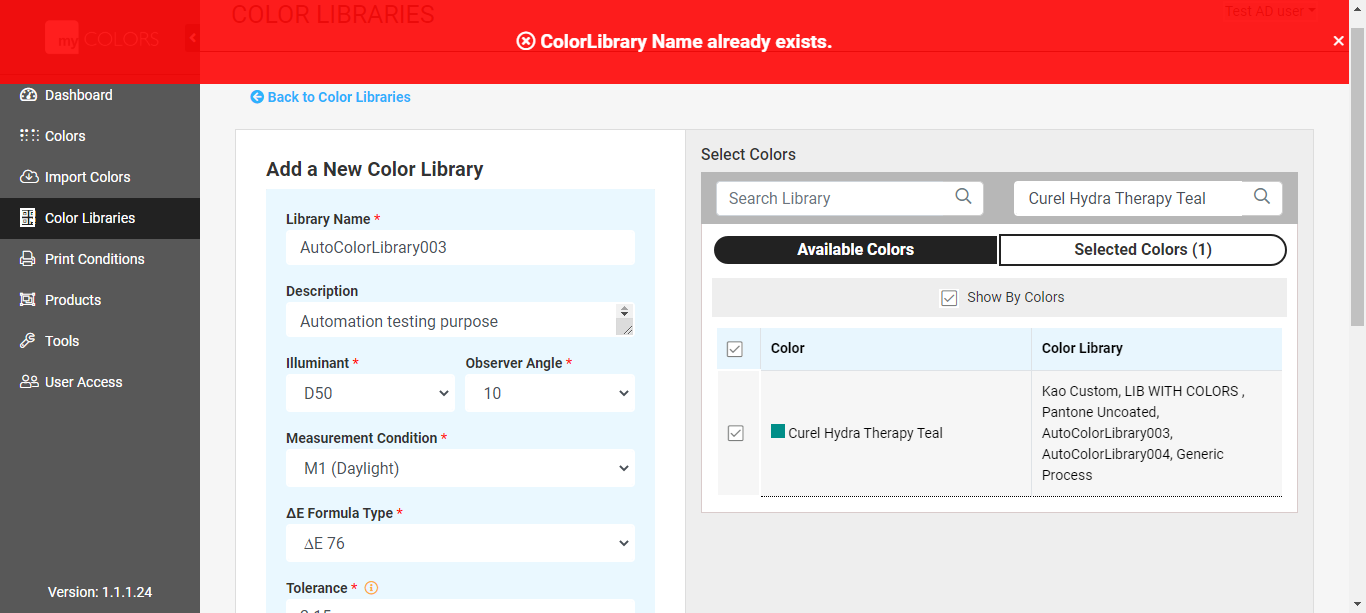 COLOR LIBRARIES
Test AD user
ColorLibrary Name already exists.
my COLORS
Dashboard
Colors
Import Colors
Color Libraries
Print Conditions
Products
Tools
User Access
Version: 1.1.1.24
Back to Color Libraries
Add a New Color Library
Library Name *
AutoColorLibrary003
Description
Automation testing purpose
Illuminant *
Observer Angle *
D50
10
Measurement Condition *
M1 (Daylight)
ΔE Formula Type *
ΔE 76
Tolerance *
Select Colors
Search Library
Curel Hydra Therapy Teal
Available Colors
Selected Colors (1)
Show By Colors
Color
Color Library
Curel Hydra Therapy Teal
Kao Custom, LIB WITH COLORS ,
Pantone Uncoated,
AutoColorLibrary003,
AutoColorLibrary004, Generic
Process